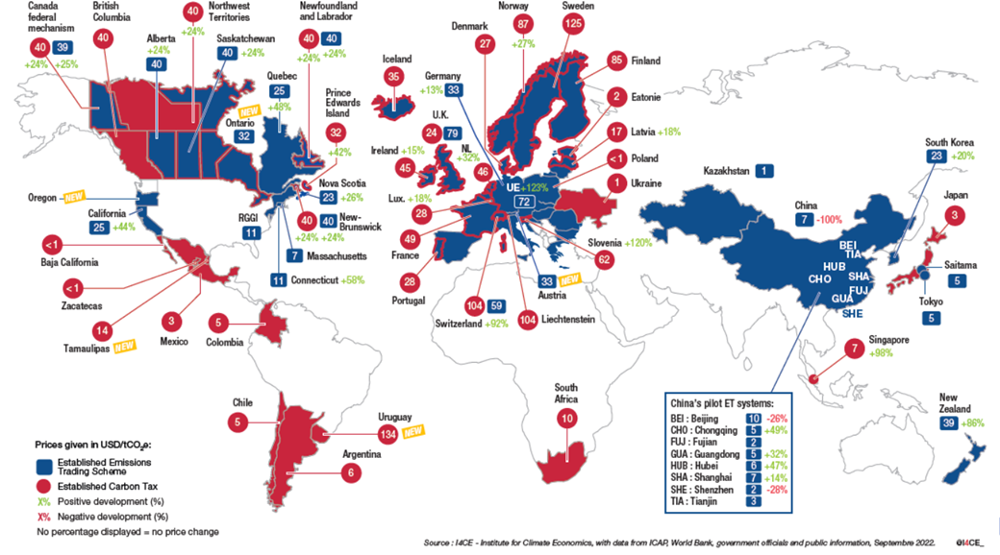 Canada
federal
mechanism
40 39
+24% +25%
British
Columbia
40
Northwest
Territories
40
+24%
Alberta
+24%
40
Saskatchewan
40 +24%
Newfoundland
and Labrador
40 40
+24% +24%
Quebec
25
+48%
NEW
Ontario
32
Prince
Edwards
Island
32
+42%
Nova Scotia
23
+26%
40 40 New-
Brunswick
+24% +24%
Oregon NEW
California
25 +44%
RGGI
11
7
Massachusetts
11 Connecticut +58%
<1
Baja California
<1
Zacatecas
14
Tamaulipas NEW
3
Mexico
5
Colombia
Chile
5
Uruguay
134 NEW
Argentina
6
Iceland
35
Norway
87
+27%
Sweden
125
Denmark
27
Germany
+13% 33
85 Finland
2 Eatonie
17 Latvia +18%
<1 Poland
1 Ukraine
U.K.
24 79
NL
+32%
46
Ireland +15%
45
UE +123%
72
Lux. +18%
28
49
France
28
Portugal
Slovenia +120%
62
33 NEW
Austria
104 59
Switzerland +92%
104 Liechtenstein
South
Africa
10
Kazakhstan 1
China
7 -100%
BEI
TIA
HUB
CHO
SHA
FUJ
GUA
SHE
South Korea
23 +20%
Japan
3
Saitama
5
Tokyo
5
Singapore
7 +98%
New
Zealand
39 +86%
China's pilot ET systems:
BEI : Beijing 10 -26%
CHO : Chongqing 5 +49%
FUJ : Fujian 2
GUA : Guangdong 5 +32%
HUB : Hubei 6 +47%
SHA : Shanghai 7 +14%
SHE : Shenzhen 2 -28%
TIA : Tianjin 3
Prices given in USD/tCO₂e:
Established Emissions
Trading Scheme
Established Carbon Tax
X% Positive development (%)
X% Negative development (%)
No percentage displayed = no price change
Source : I4CE - Institute for Climate Economics, with data from ICAP, World Bank, government officials and public information, Septembre 2022.
@I4CE_